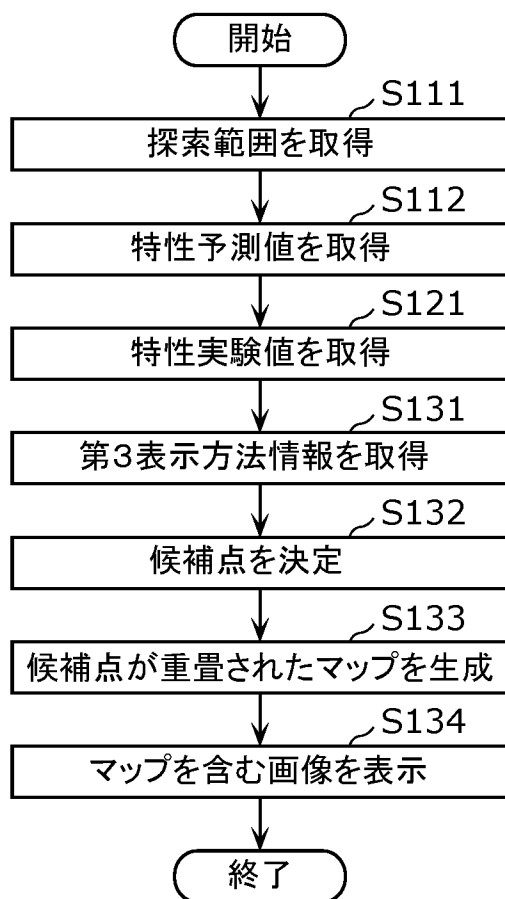 開始
S111
探索範囲を取得
S112
特性予測値を取得
S121
特性実験値を取得
S131
第3表示方法情報を取得
S132
候補点を決定
S133
候補点が重畳されたマップを生成
S134
マップを含む画像を表示
終了